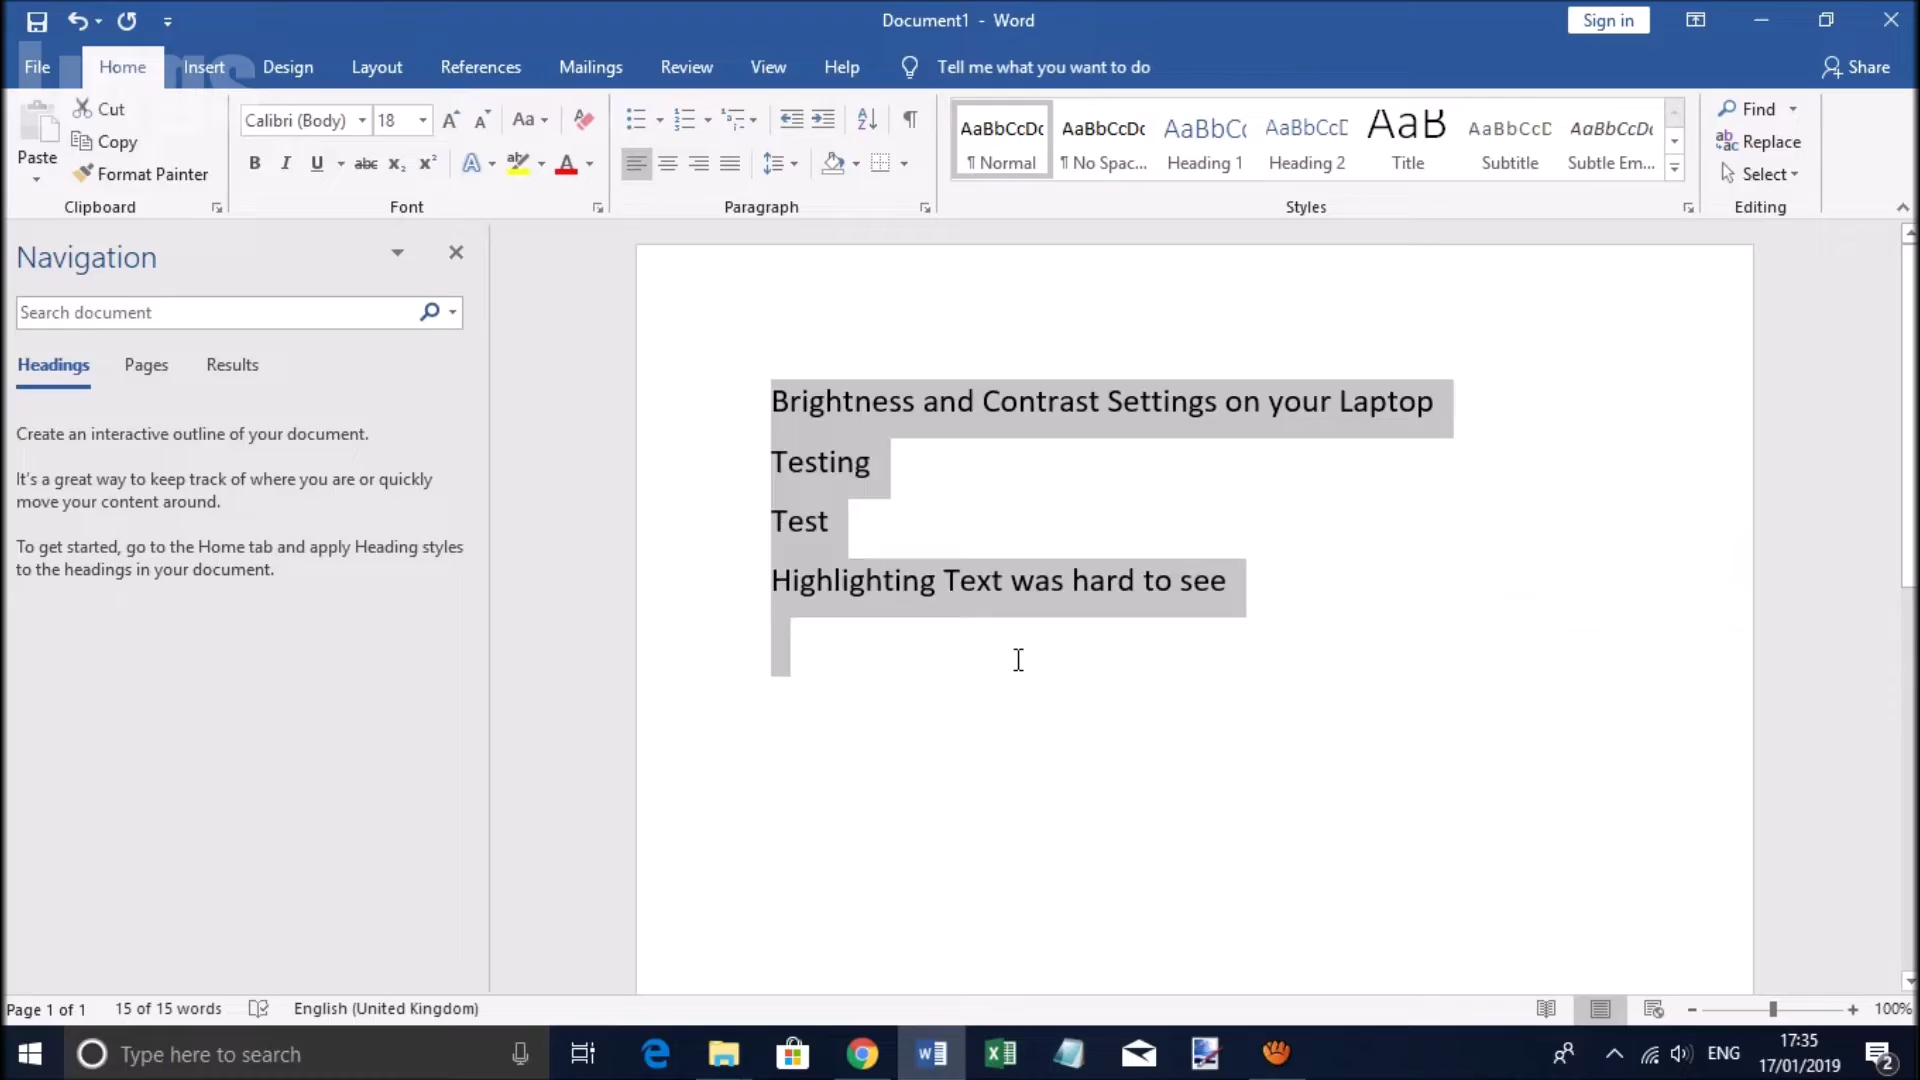 Document1 - Word
Sign in
File Home Insert Design Layout References Mailings Review View Help Tell me what you want to do Share
Paste
Cut
Copy
Format Painter
Clipboard
Calibri (Body) 18
Font
Paragraph
AaBbCcDc AaBbCcDc AaBbC AaBbCcD AaB AaBbCcD AaBbCcDc
¶ Normal ¶ No Spac... Heading 1 Heading 2 Title Subtitle Subtle Em...
Styles
Find
Replace
Select
Editing
Navigation
Search document
Headings Pages Results
Create an interactive outline of your document.
It's a great way to keep track of where you are or quickly
move your content around.
To get started, go to the Home tab and apply Heading styles
to the headings in your document.
Brightness and Contrast Settings on your Laptop
Testing
Test
Highlighting Text was hard to see
Page 1 of 1 15 of 15 words English (United Kingdom) 100%
Type here to search
ENG
17:35
17/01/2019
2